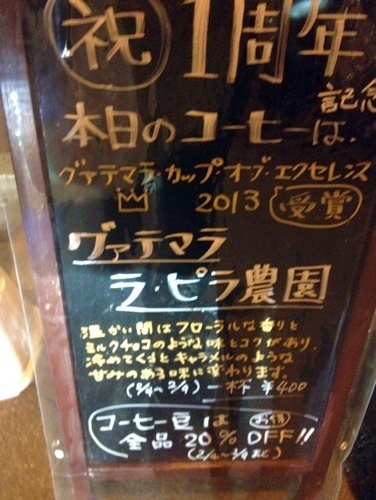 祝 1周年
記念
本日のコーヒーは、
グァテマラ・カップ・オブ・エクセレンス
2013 受賞
グァテマラ
ラ・ピラ農園
温かい間はフローラルな香りと
ミルクチョコのような味とコクがあり、
冷めてくるとキャラメルのような
甘みのある味に変わります。
一杯 ¥400
コーヒー豆は お得
全品 20% OFF!!